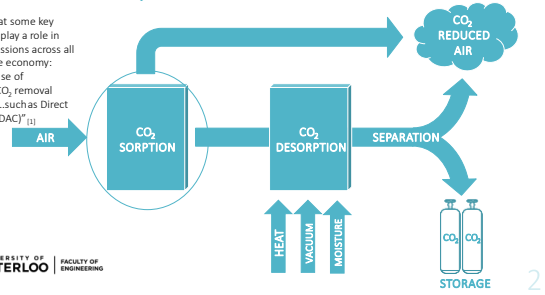 at some key
play a role in
ssions across all
e economy:
se of
CO₂ removal
...such as Direct
DAC)" [1]
AIR
CO₂
SORPTION
CO₂
DESORPTION
SEPARATION
CO₂
REDUCED
AIR
HEAT
VACUUM
MOISTURE
CO₂ CO₂
STORAGE
ERSITY OF
TERLOO
FACULTY OF
ENGINEERING
2